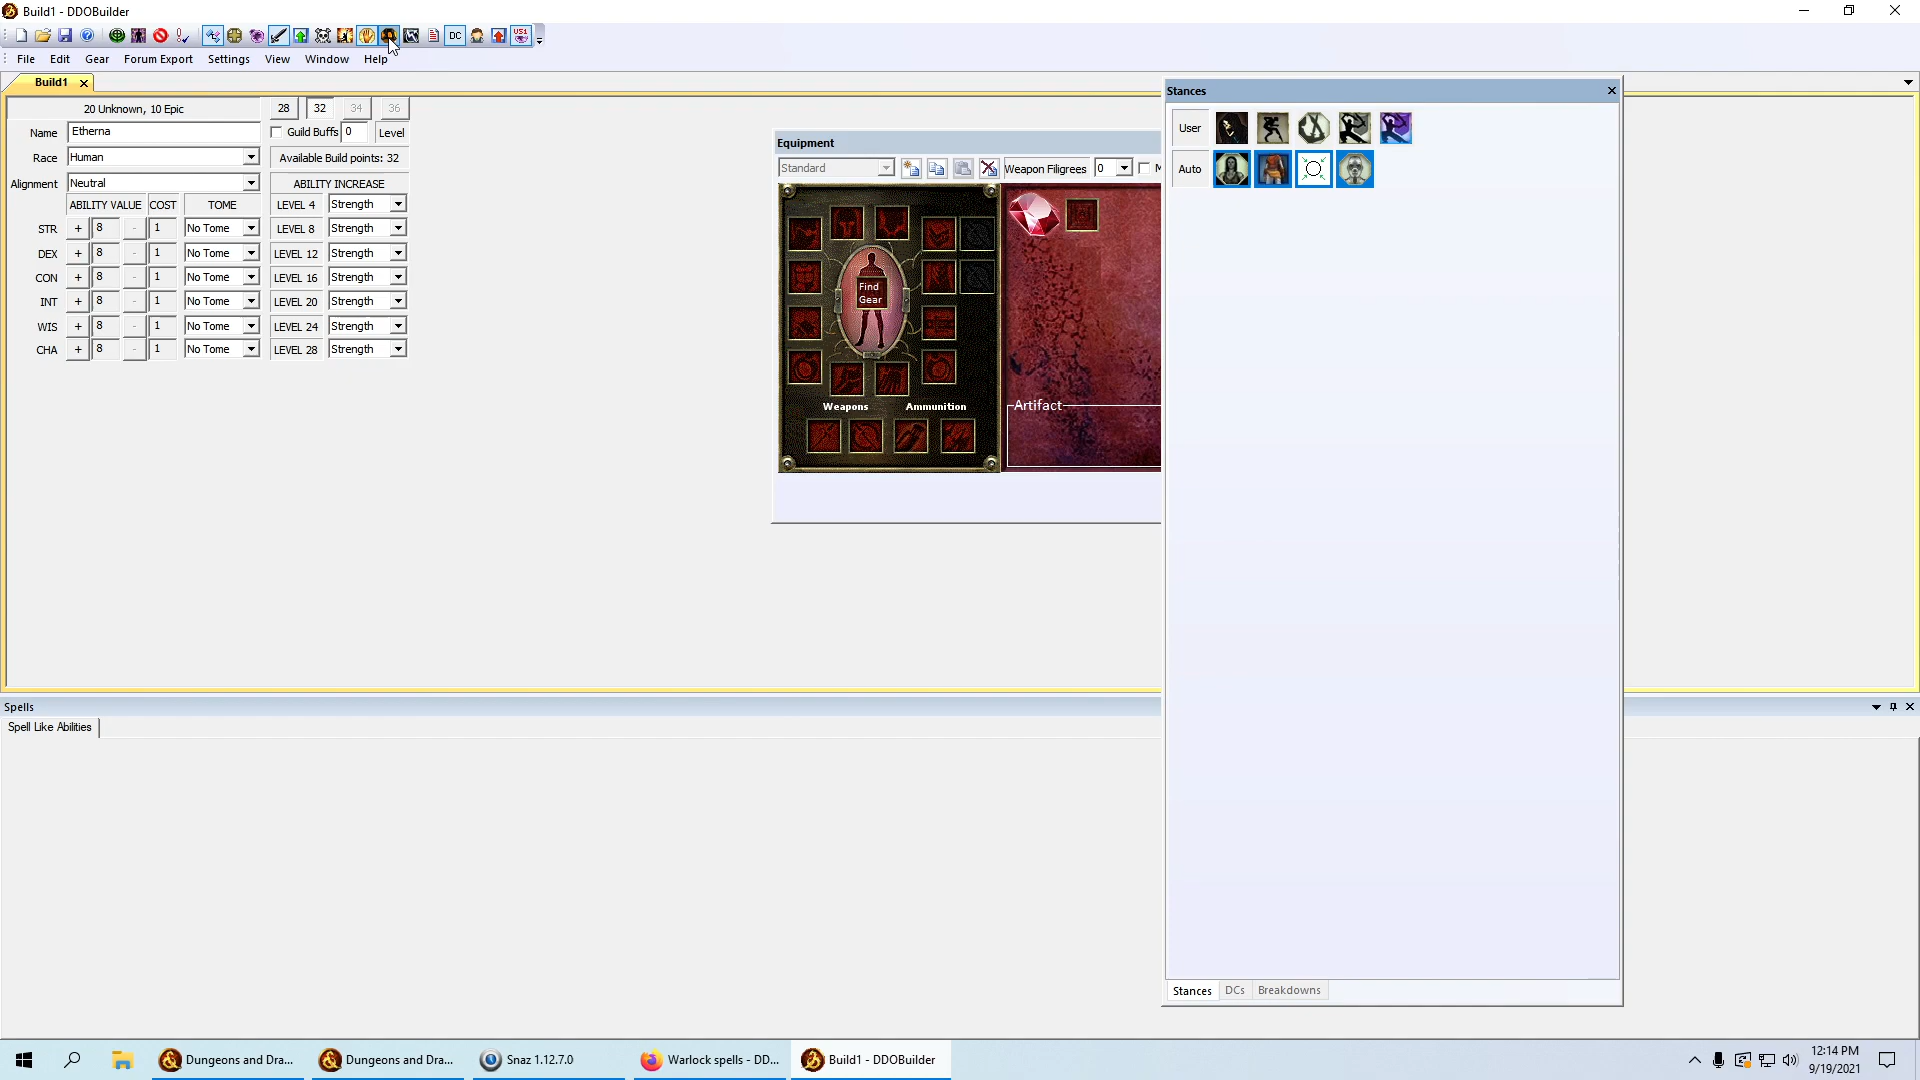 Build1 - DDOBuilder
DC
US1
File Edit Gear Forum Export Settings View Window Help
Build1
20 Unknown, 10 Epic
28 32 34 36
Name Etherna
Guild Buffs 0 Level
Race Human
Available Build points: 32
Alignment Neutral
ABILITY INCREASE
ABILITY VALUE COST TOME
LEVEL 4 Strength
STR + 8 - 1 No Tome
LEVEL 8 Strength
DEX + 8 - 1 No Tome
LEVEL 12 Strength
CON + 8 - 1 No Tome
LEVEL 16 Strength
INT + 8 - 1 No Tome
LEVEL 20 Strength
WIS + 8 - 1 No Tome
LEVEL 24 Strength
CHA + 8 - 1 No Tome
LEVEL 28 Strength
Equipment
Standard
Weapon Filigrees 0 M
Find
Gear
Weapons Ammunition
Artifact
Stances
User
Auto
Stances DCs Breakdowns
Spells
Spell Like Abilities
Dungeons and Dra...
Dungeons and Dra...
Snaz 1.12.7.0
Warlock spells - DD...
Build1 - DDOBuilder
12:14 PM
9/19/2021